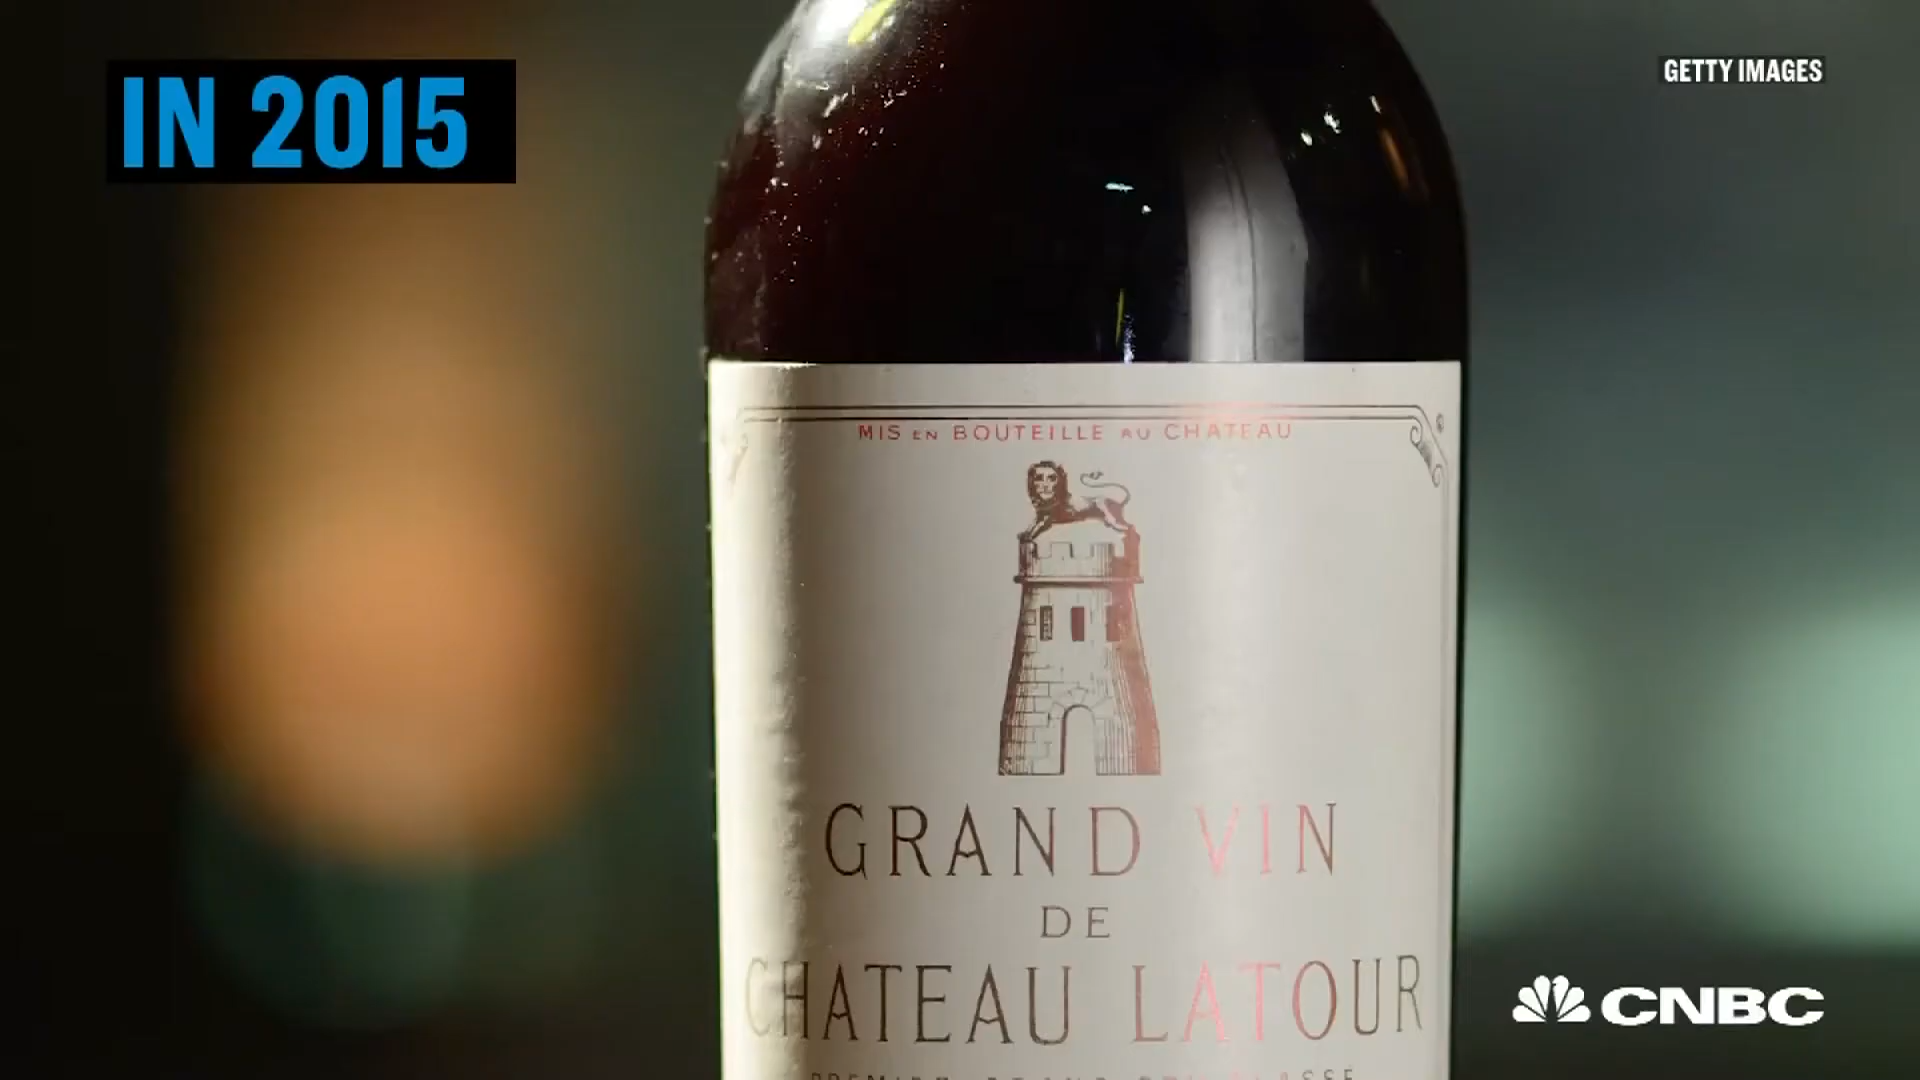 IN 2015
GETTY IMAGES
MIS EN BOUTEILLE AU CHATEAU
GRAND VIN
DE
CHATEAU LATOUR
CNBC